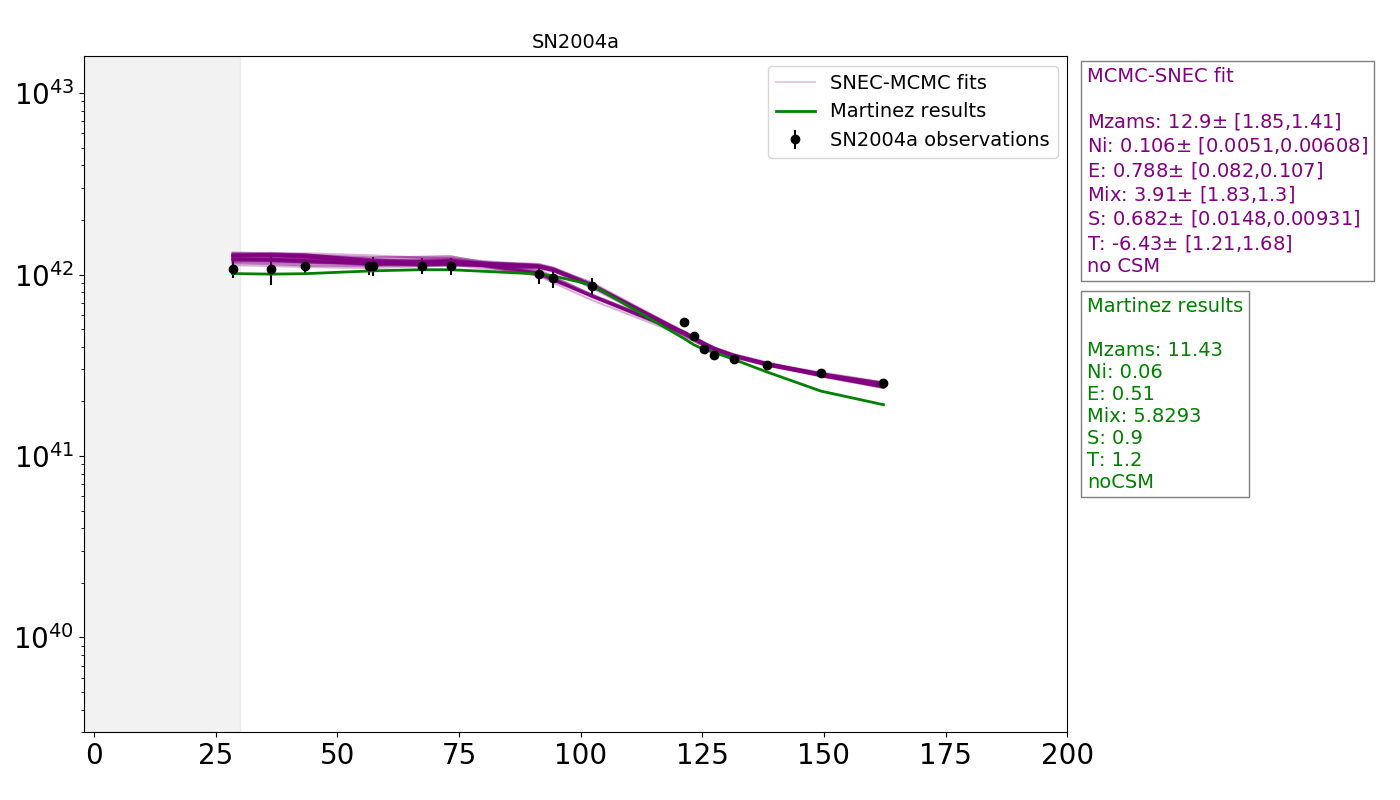 SN2004a
10^43
10^42
10^41
10^40
0 25 50 75 100 125 150 175 200
SNEC-MCMC fits
Martinez results
SN2004a observations
MCMC-SNEC fit
Mzams: 12.9± [1.85,1.41]
Ni: 0.106± [0.0051,0.00608]
E: 0.788± [0.082,0.107]
Mix: 3.91± [1.83,1.3]
S: 0.682± [0.0148,0.00931]
T: -6.43± [1.21,1.68]
no CSM
Martinez results
Mzams: 11.43
Ni: 0.06
E: 0.51
Mix: 5.8293
S: 0.9
T: 1.2
noCSM